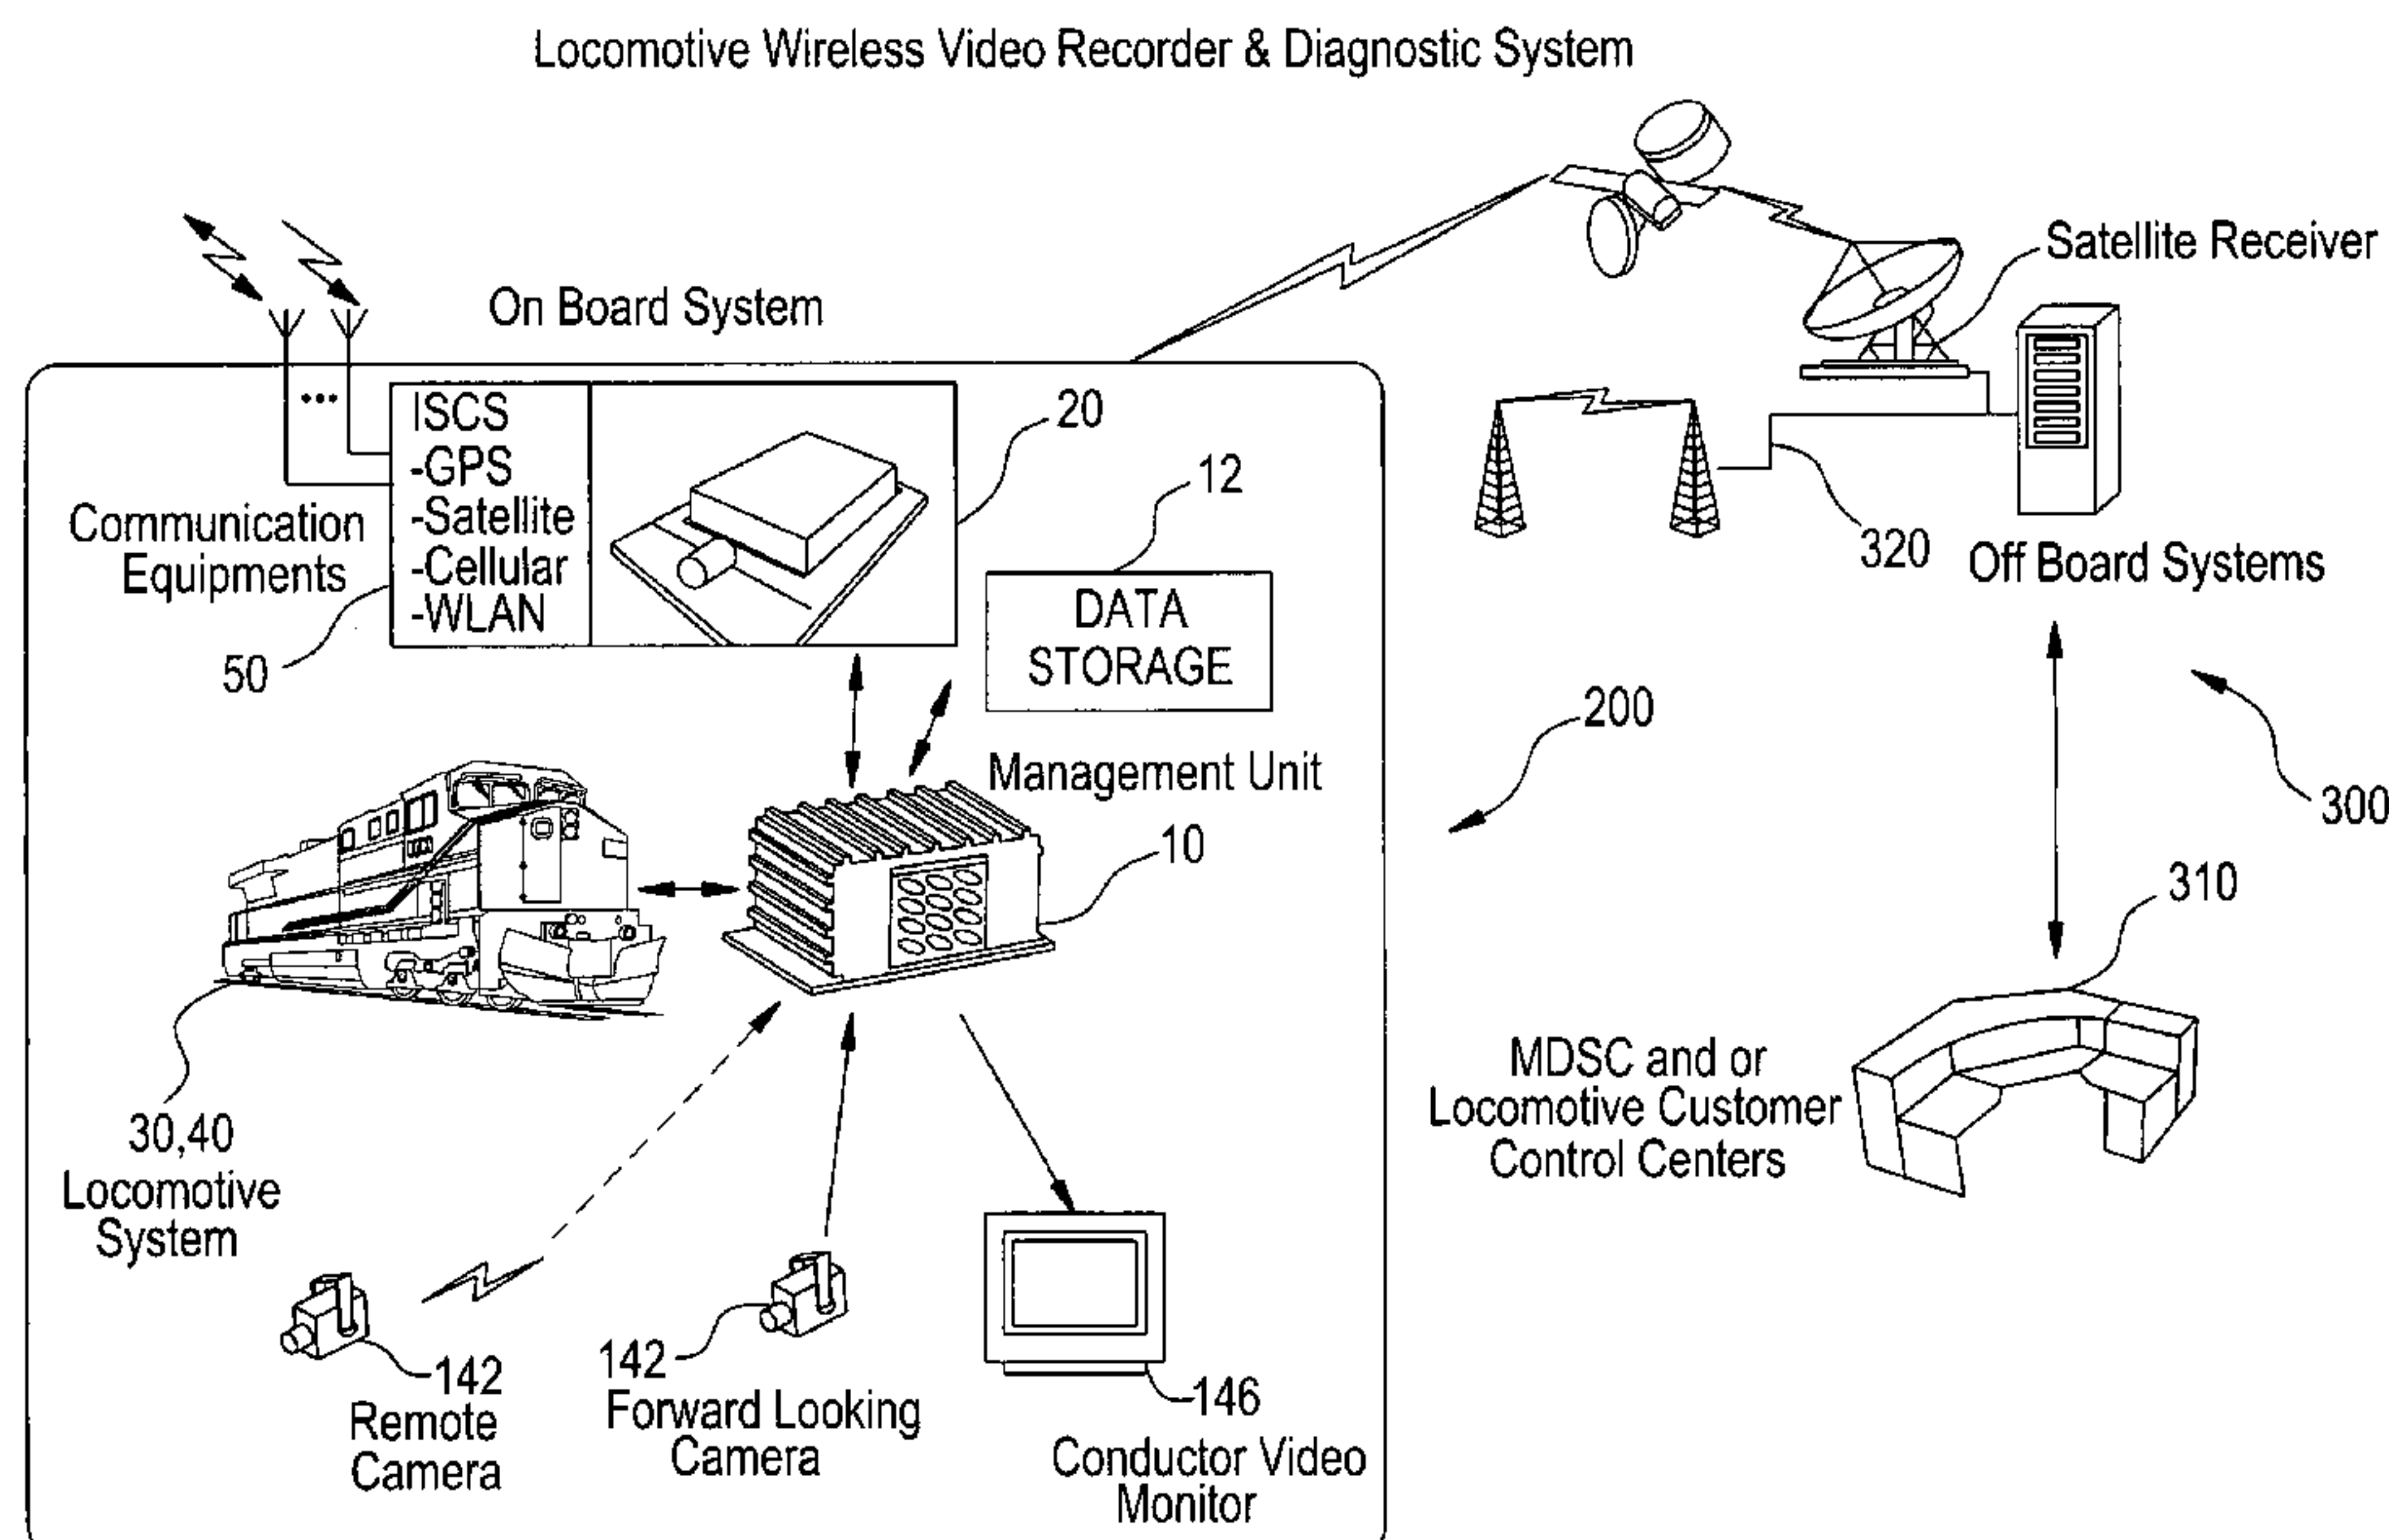 Locomotive Wireless Video Recorder & Diagnostic System
Satellite Receiver
On Board System
ISCS
-GPS
-Satellite
-Cellular
-WLAN
20
12
Communication
Equipments
50
DATA
STORAGE
320
Off Board Systems
200
300
Management Unit
10
310
30,40
Locomotive
System
MDSC and or
Locomotive Customer
Control Centers
142
Remote
Camera
142
Forward Looking
Camera
146
Conductor Video
Monitor